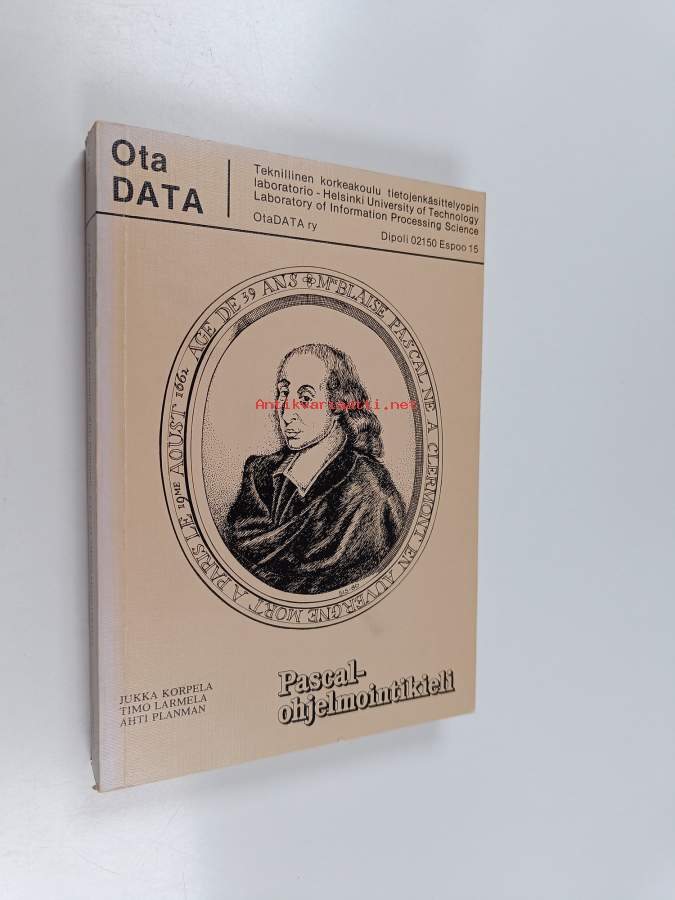 Ota
DATA
Teknillinen korkeakoulu tietojenkäsittelyopin
laboratorio - Helsinki University of Technology
Laboratory of Information Processing Science
OtaDATA ry Dipoli 02150 Espoo 15
MR BLAISE PASCAL NE A CLERMONT EN AUVERGNE MORT A PARIS LE 19ME AOUST 1662 AGE DE 39 ANS
Antikvariaatti.net
JUKKA KORPELA
TIMO LARMELA
AHTI PLANMAN
Pascal-
ohjelmointikieli